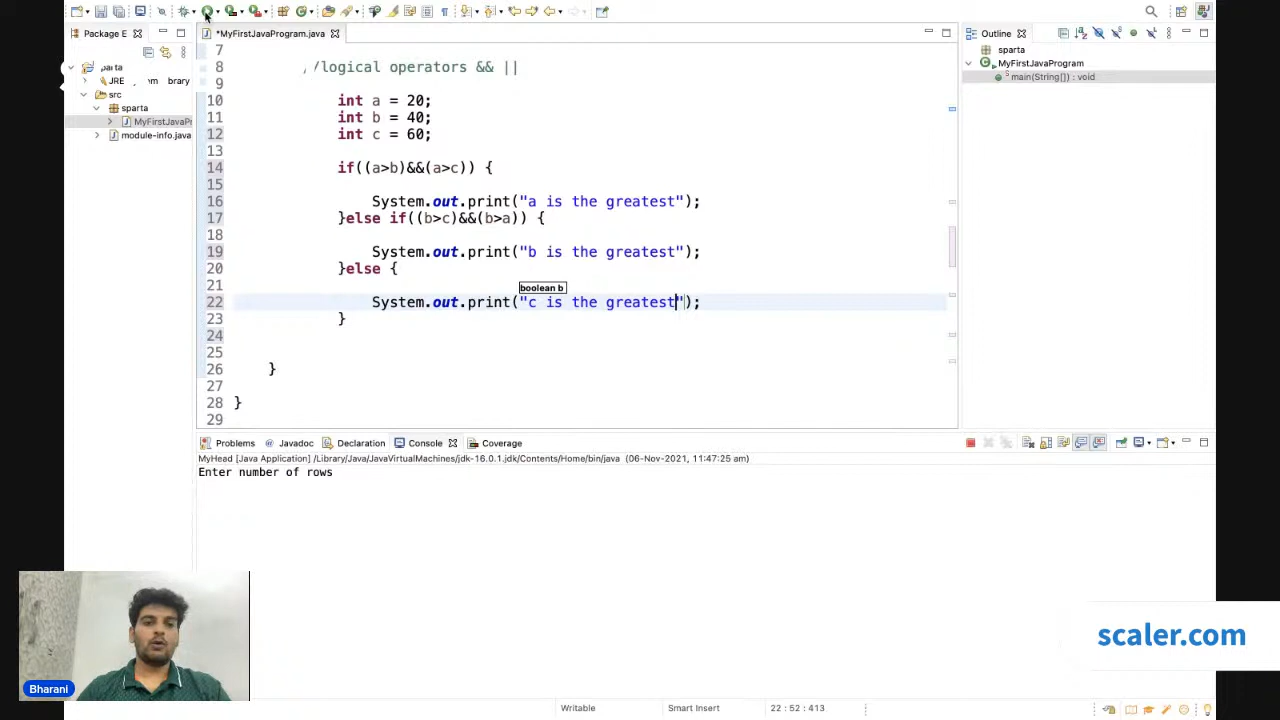 Package E
*MyFirstJavaProgram.java
Outline
parta
JRE
brary
src
sparta
MyFirstJavaPr
module-info.java
7
8 //logical operators && ||
9
10 int a = 20;
11 int b = 40;
12 int c = 60;
13
14 if((a>b)&&(a>c)) {
15
16 System.out.print("a is the greatest");
17 }else if((b>c)&&(b>a)) {
18
19 System.out.print("b is the greatest");
20 }else {
21
boolean b
22 System.out.print("c is the greatest");
23 }
24
25
26 }
27
28 }
29
sparta
MyFirstJavaProgram
main(String[]) : void
Problems
Javadoc
Declaration
Console
Coverage
MyHead [Java Application] /Library/Java/JavaVirtualMachines/jdk-16.0.1.jdk/Contents/Home/bin/java (06-Nov-2021, 11:47:25 am)
Enter number of rows
Bharani
scaler.com
Writable
Smart Insert
22 : 52 : 413